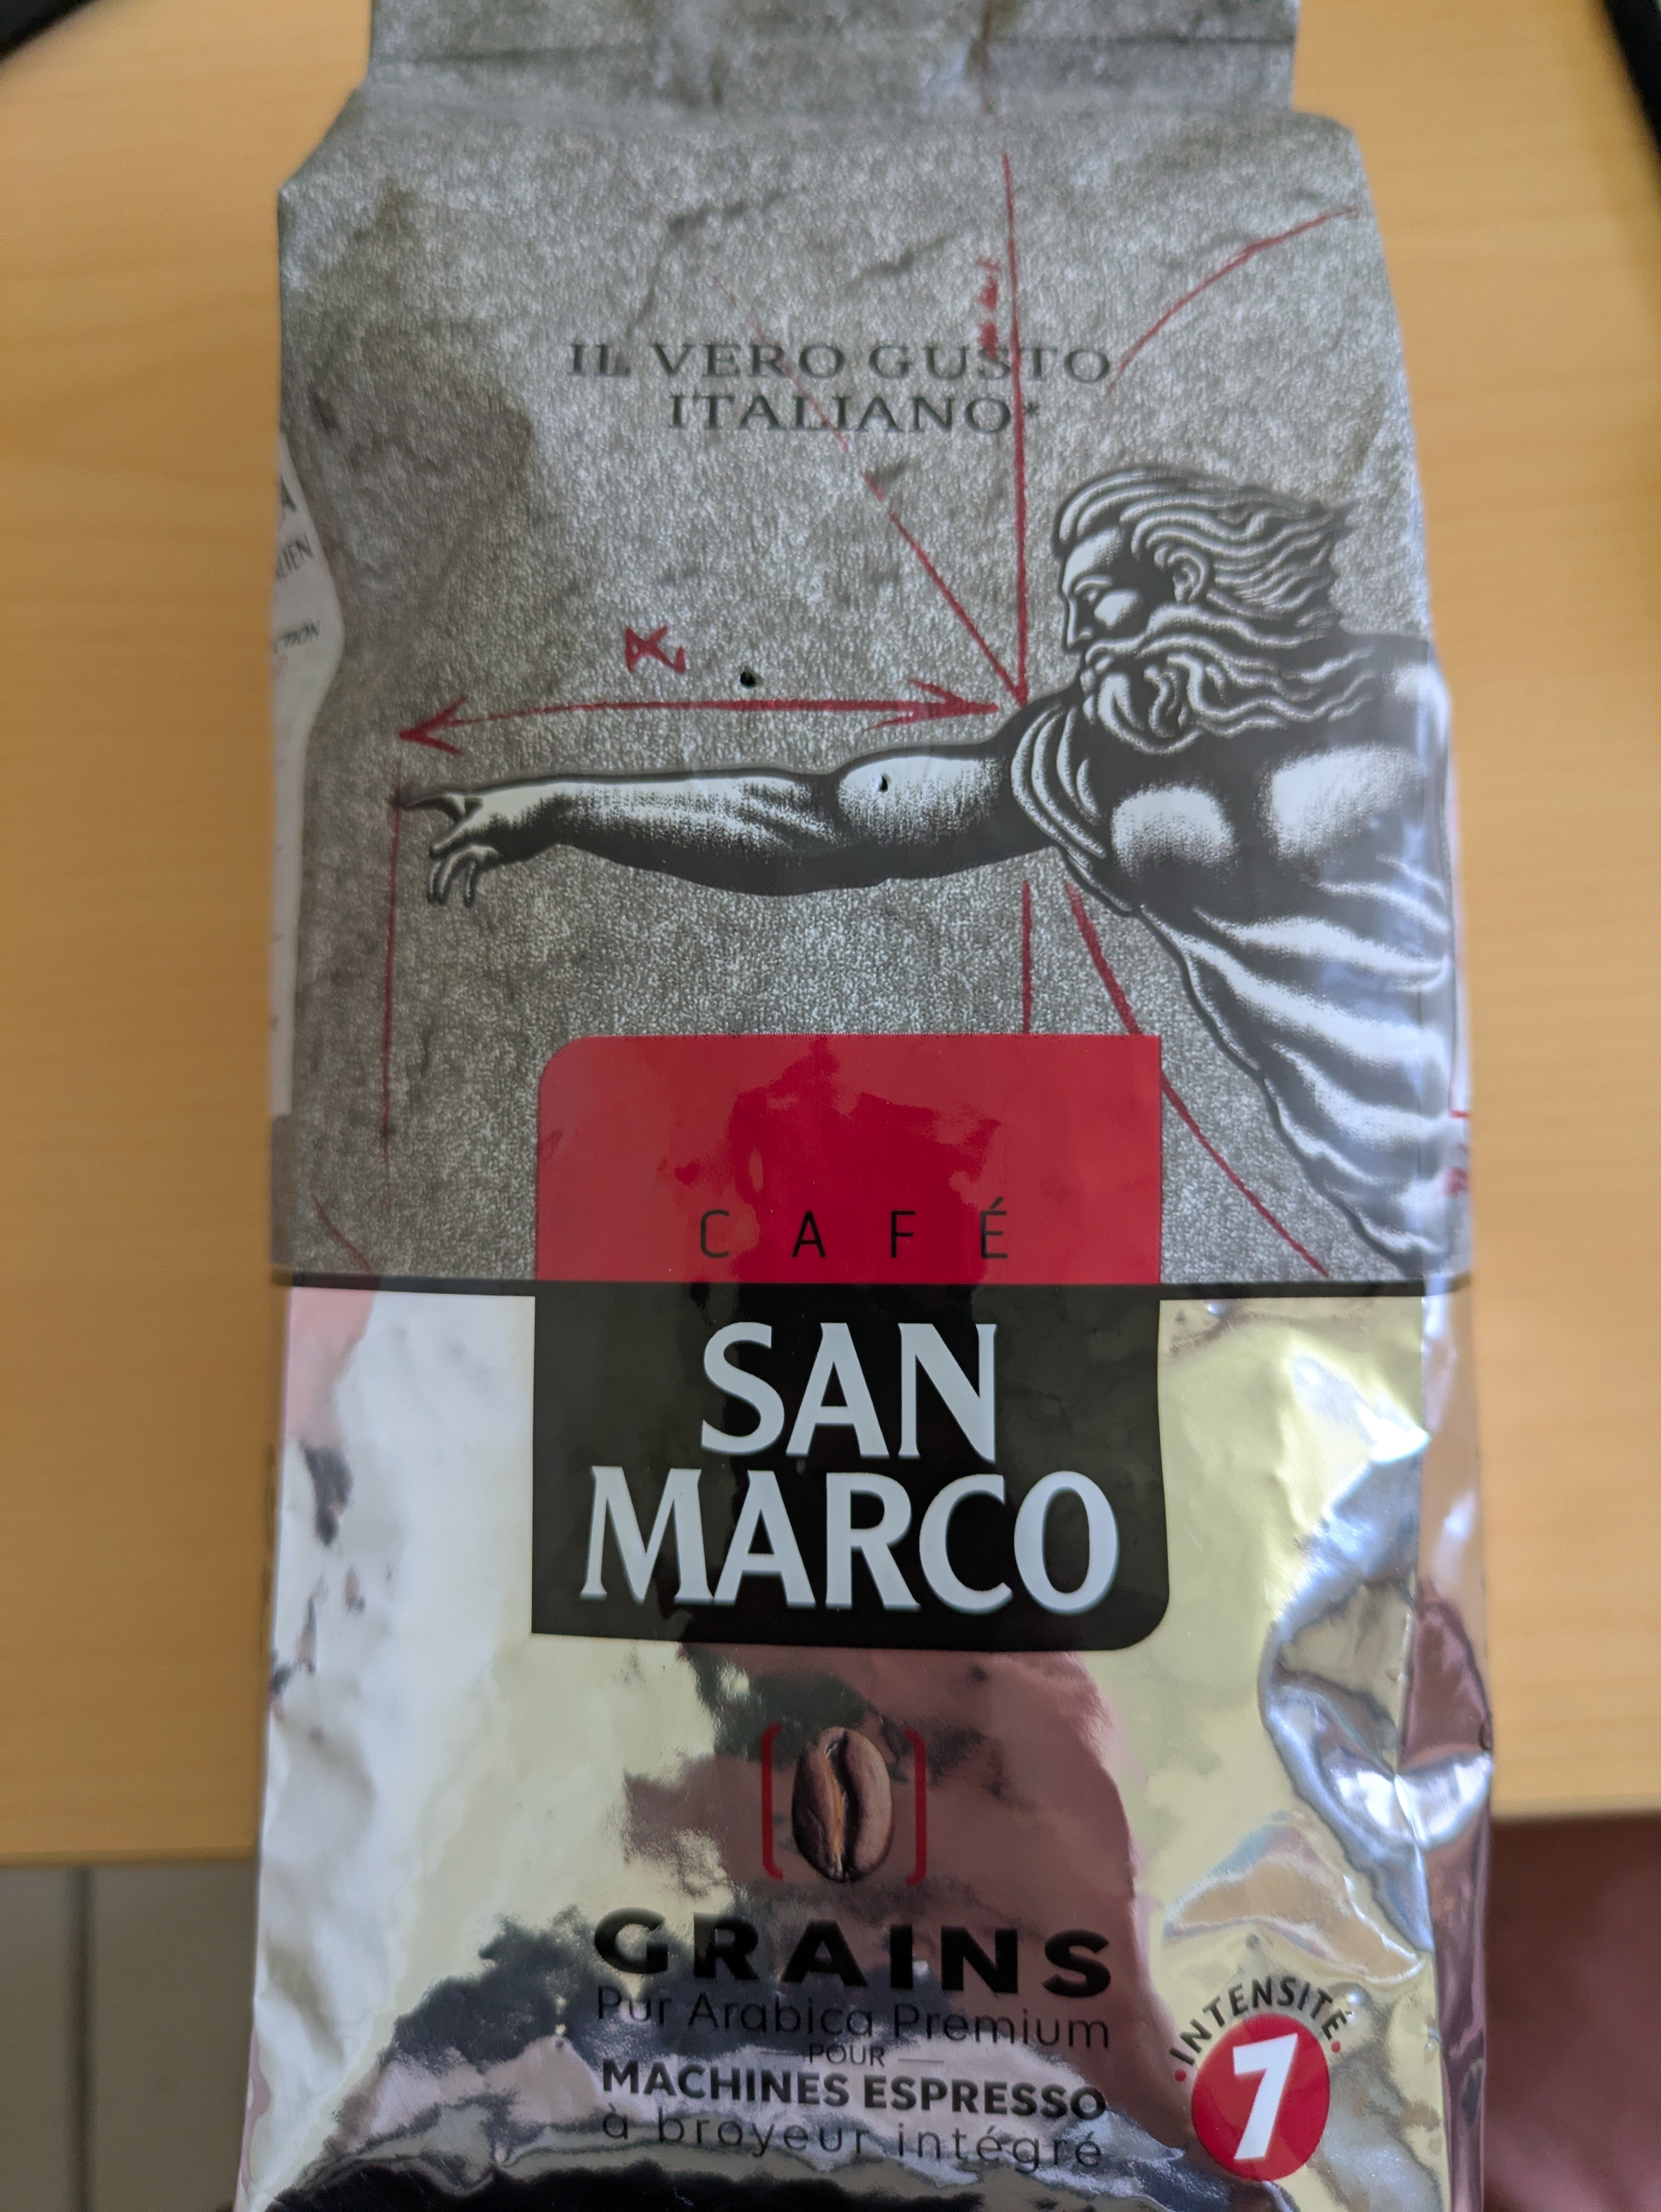 IL VERO GUSTO
ITALIANO*
CAFÉ
SAN
MARCO
GRAINS
Pur Arabica Premium
POUR
MACHINES ESPRESSO
à broyeur intégré
INTENSITÉ
7